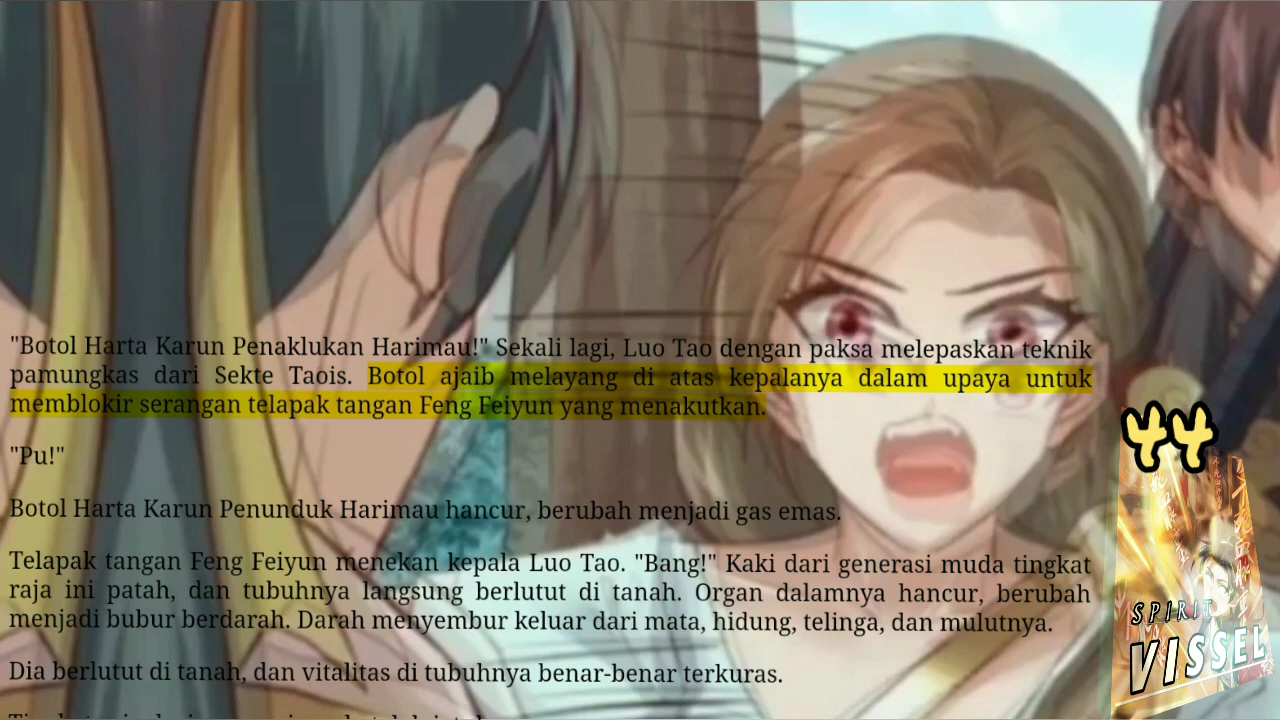 "Botol Harta Karun Penaklukan Harimau!" Sekali lagi, Luo Tao dengan paksa melepaskan teknik
pamungkas dari Sekte Taois. Botol ajaib melayang di atas kepalanya dalam upaya untuk
memblokir serangan telapak tangan Feng Feiyun yang menakutkan.
"Pu!"
Botol Harta Karun Penunduk Harimau hancur, berubah menjadi gas emas.
Telapak tangan Feng Feiyun menekan kepala Luo Tao. "Bang!" Kaki dari generasi muda tingkat
raja ini patah, dan tubuhnya langsung berlutut di tanah. Organ dalamnya hancur, berubah
menjadi bubur berdarah. Darah menyembur keluar dari mata, hidung, telinga, dan mulutnya.
Dia berlutut di tanah, dan vitalitas di tubuhnya benar-benar terkuras.
44
SPIRIT
VISSEL